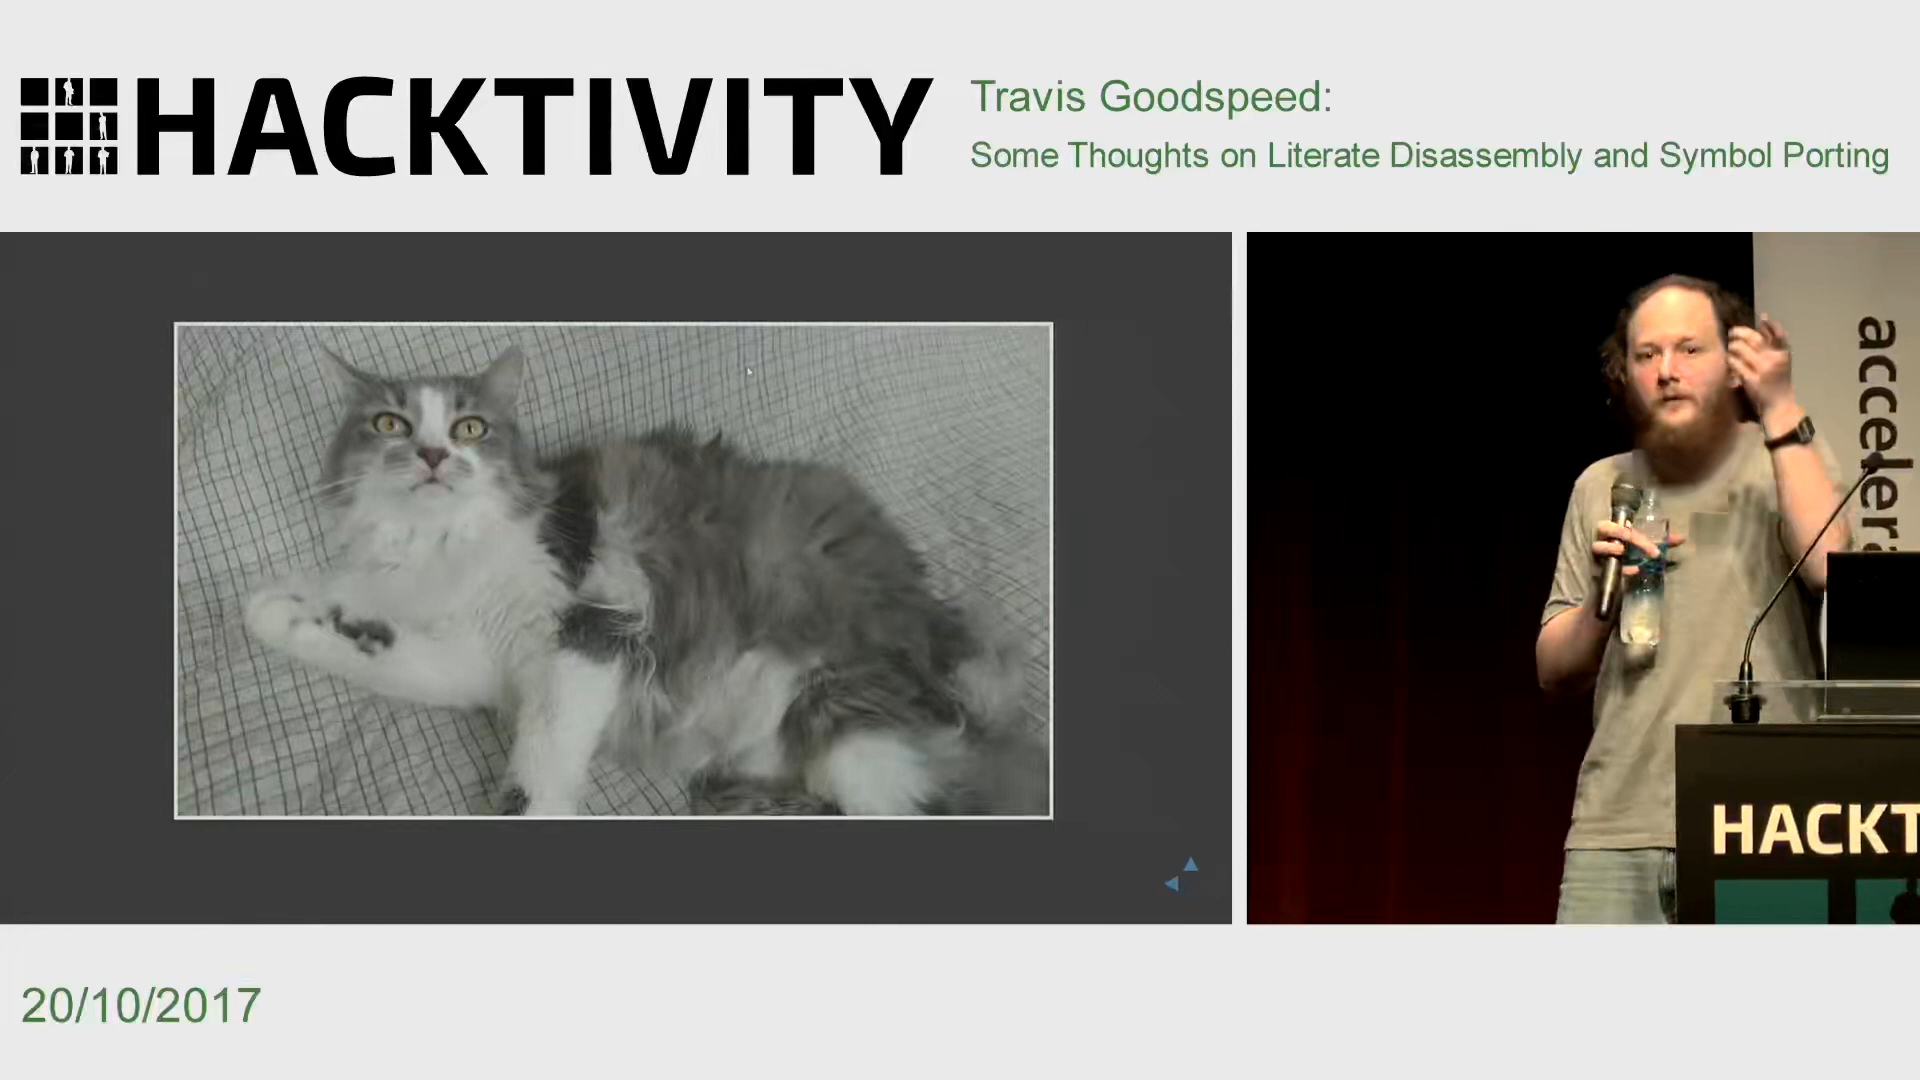 HACKTIVITY
Travis Goodspeed:
Some Thoughts on Literate Disassembly and Symbol Porting
acceler
HACKT
20/10/2017